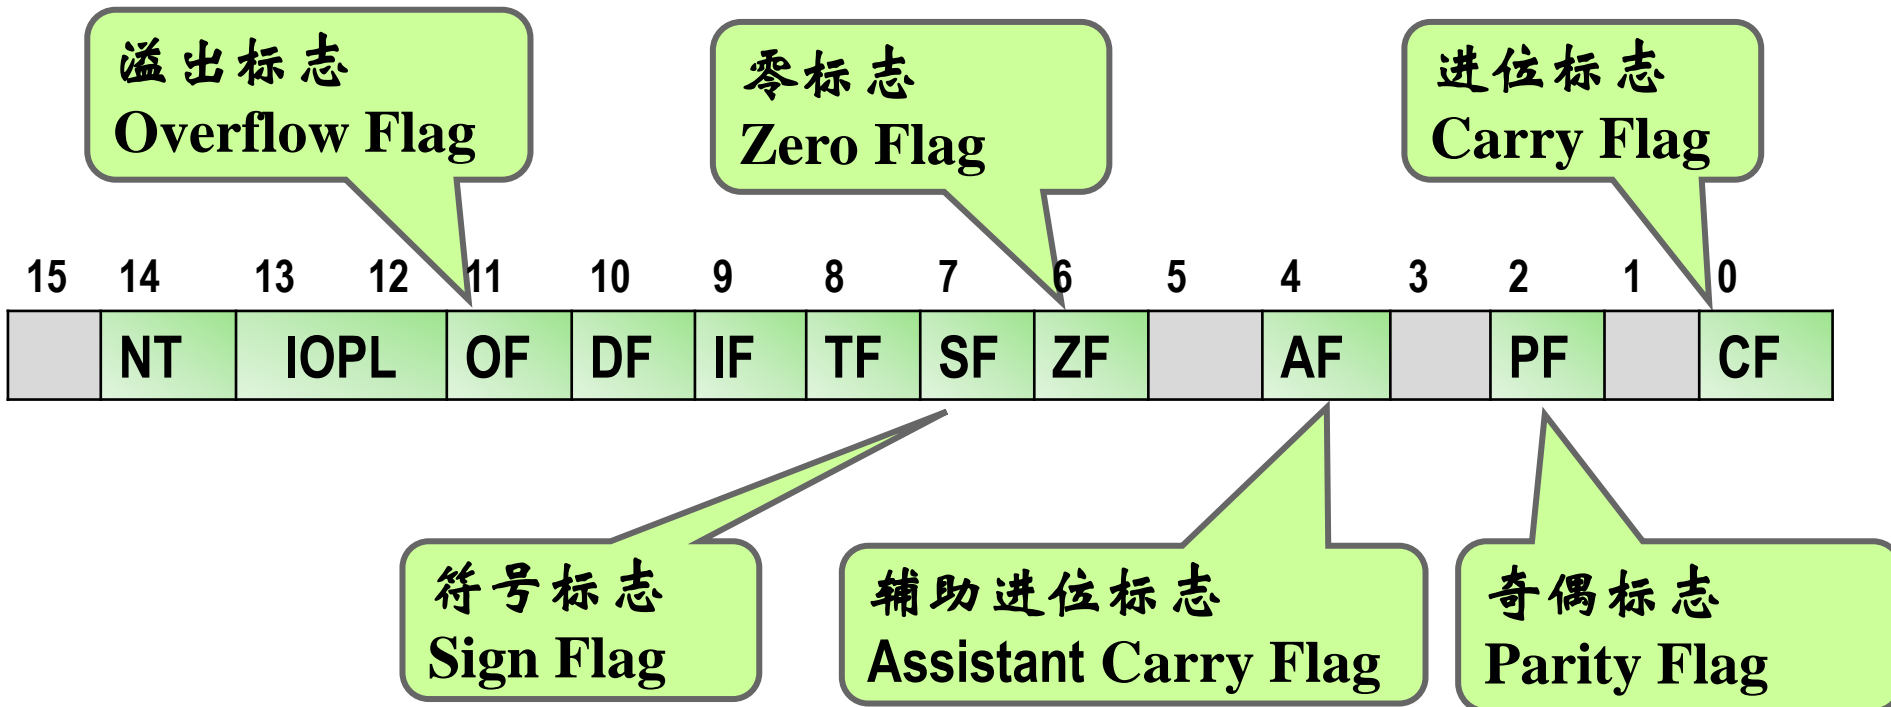 溢出标志
Overflow Flag
零标志
Zero Flag
进位标志
Carry Flag
15 14 13 12 11 10 9 8 7 6 5 4 3 2 1 0
NT IOPL OF DF IF TF SF ZF AF PF CF
符号标志
Sign Flag
辅助进位标志
Assistant Carry Flag
奇偶标志
Parity Flag